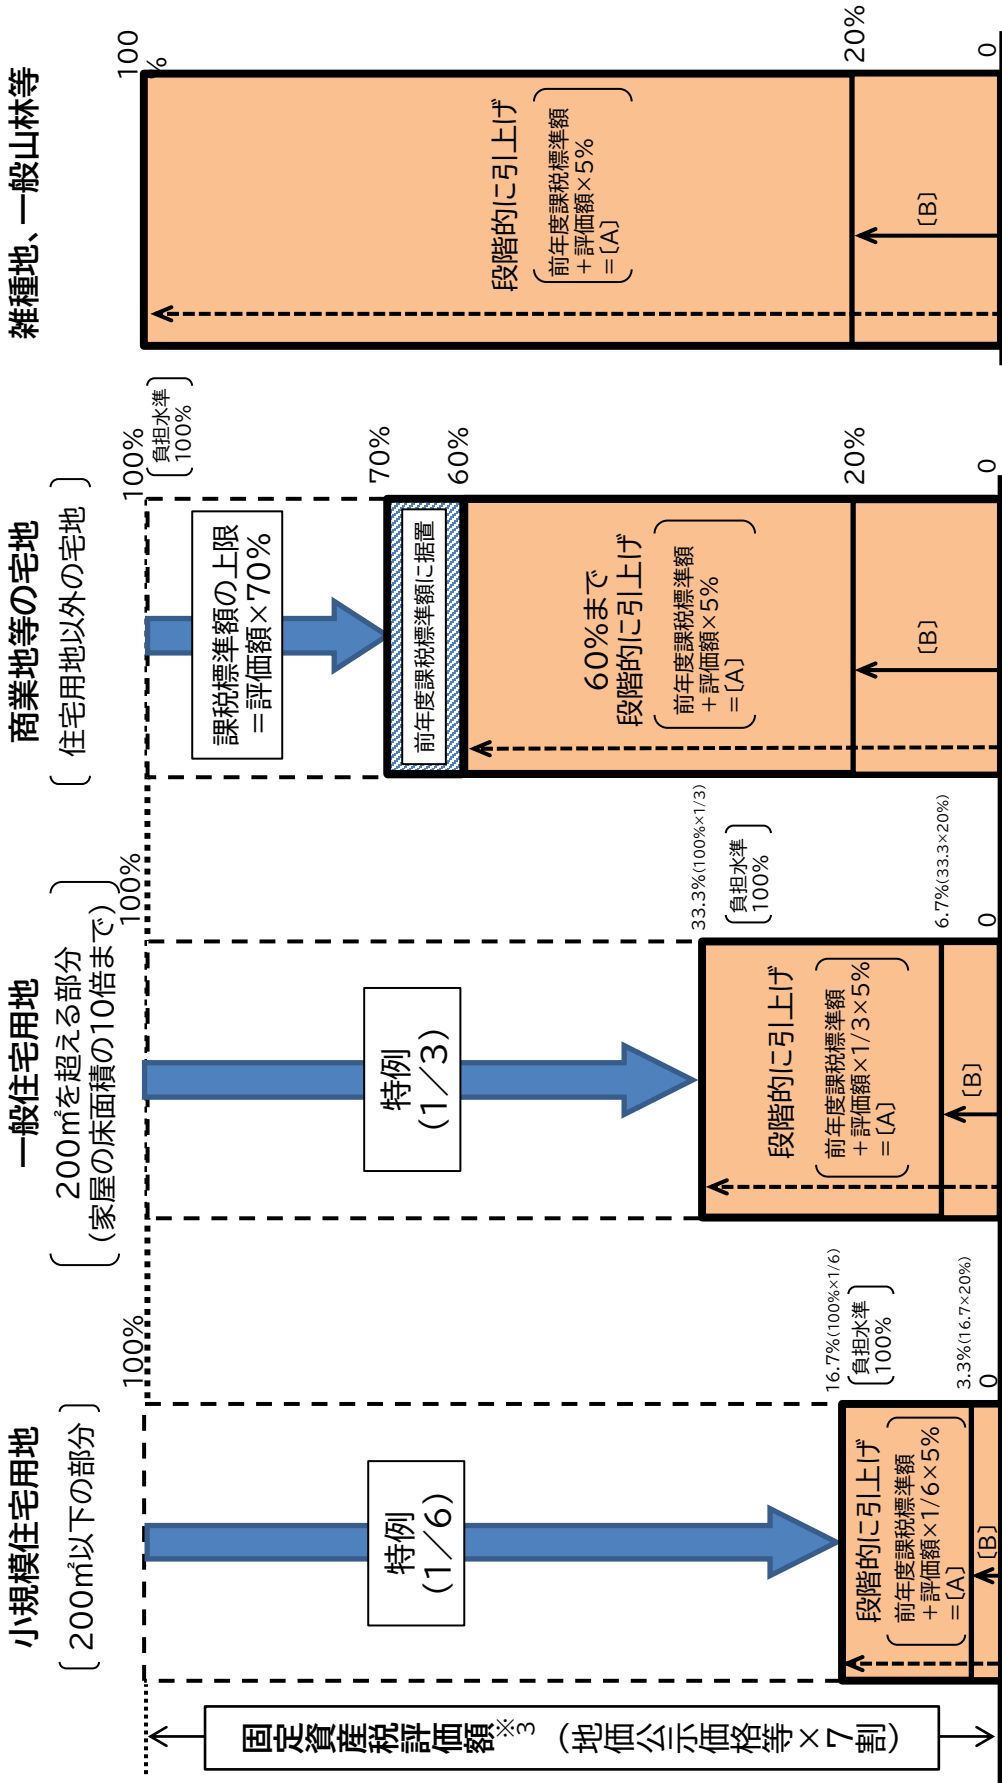 固定資産税評価額※3 (地価公示価格等×7割)
小規模住宅用地
200㎡以下の部分
100%
特例
(1/6)
16.7%(100%×1/6)
負担水準
100%
段階的に引上げ
前年度課税標準額
+評価額×1/6×5%
=[A]
3.3%(16.7×20%)
[B]
0
一般住宅用地
200㎡を超える部分
(家屋の床面積の10倍まで)
100%
特例
(1/3)
33.3%(100%×1/3)
負担水準
100%
段階的に引上げ
前年度課税標準額
+評価額×1/3×5%
=[A]
6.7%(33.3×20%)
[B]
0
商業地等の宅地
住宅用地以外の宅地
100%
負担水準
100%
課税標準額の上限
=評価額×70%
70%
前年度課税標準額に据置
60%
60%まで
段階的に引上げ
前年度課税標準額
+評価額×5%
=[A]
20%
[B]
0
雑種地、一般山林等
100
%
段階的に引上げ
前年度課税標準額
+評価額×5%
=[A]
20%
[B]
0